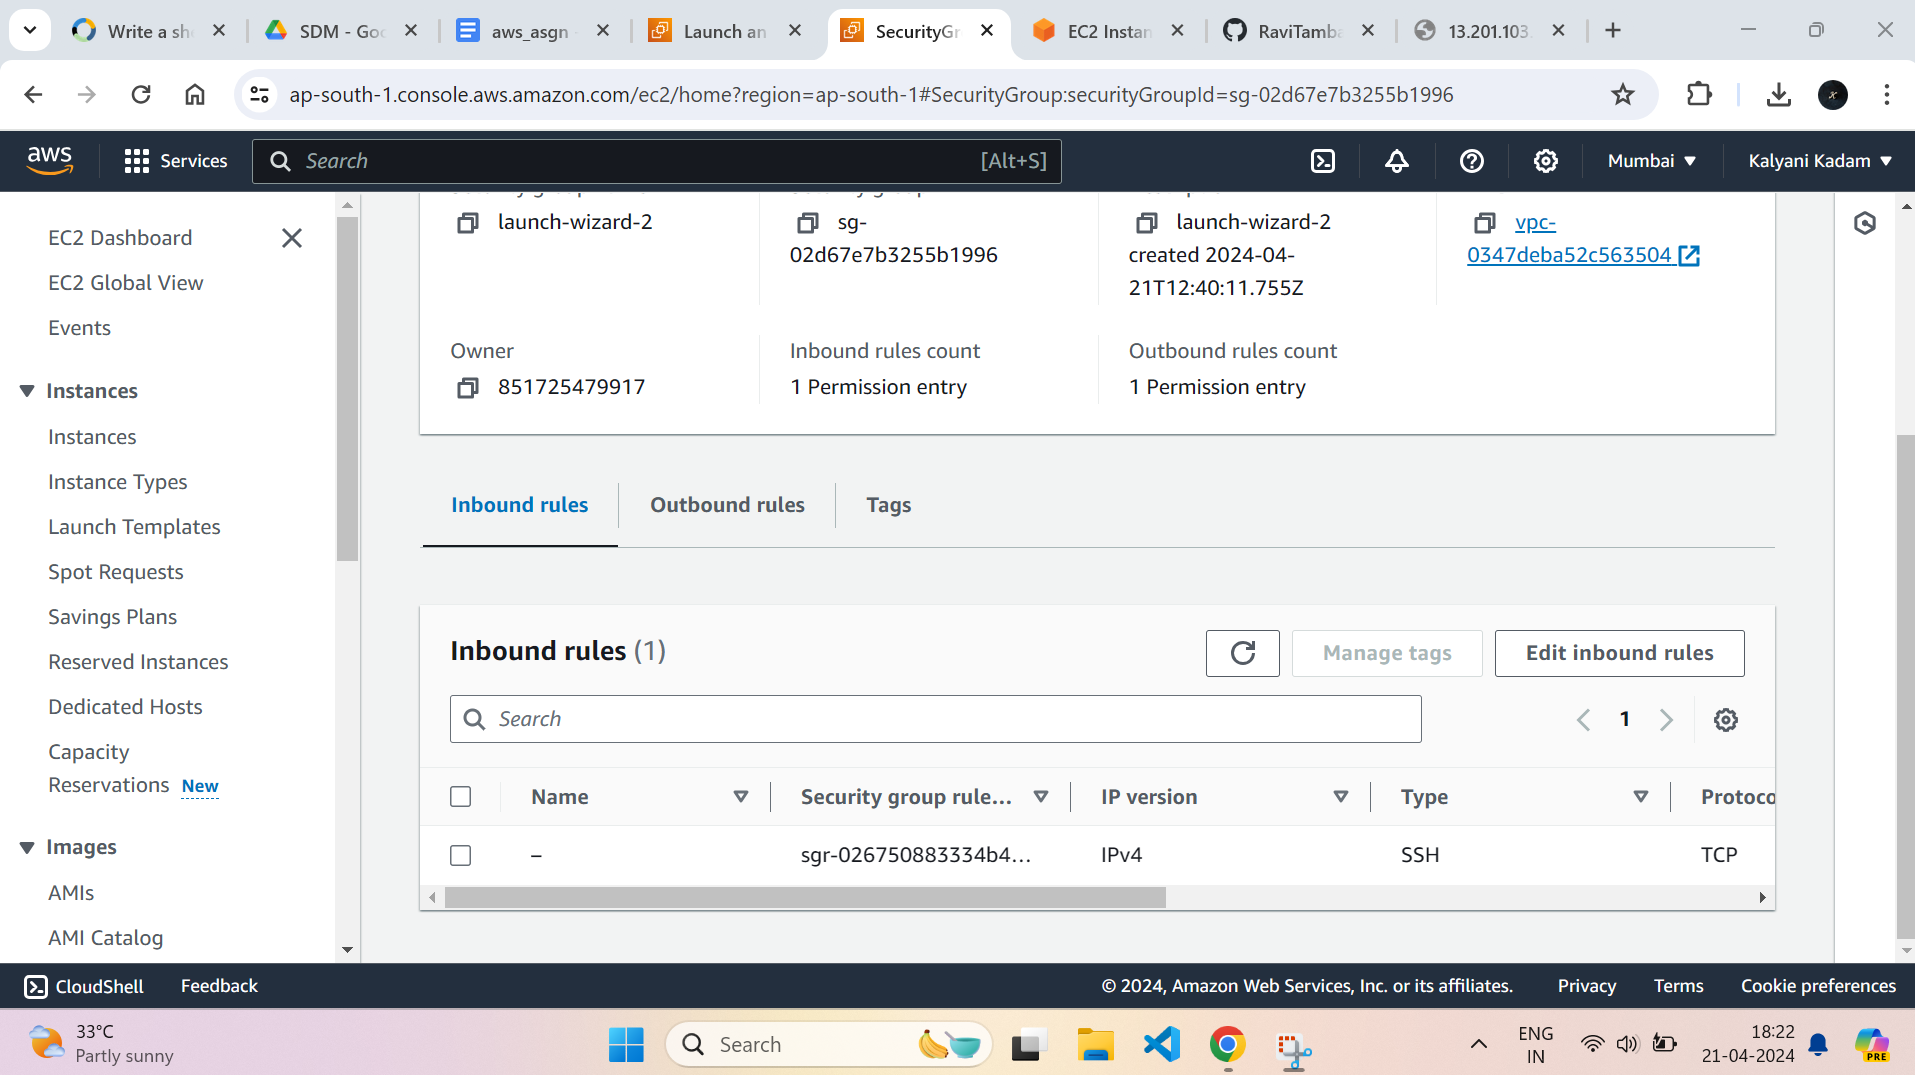 Write a sh
SDM - Goo
aws_asgn
Launch an
SecurityGr
EC2 Instan
RaviTamba
13.201.103.
ap-south-1.console.aws.amazon.com/ec2/home?region=ap-south-1#SecurityGroup:securityGroupId=sg-02d67e7b3255b1996
aws
Services
Search
[Alt+S]
Mumbai
Kalyani Kadam
EC2 Dashboard
EC2 Global View
Events
Instances
Instances
Instance Types
Launch Templates
Spot Requests
Savings Plans
Reserved Instances
Dedicated Hosts
Capacity
Reservations New
Images
AMIs
AMI Catalog
launch-wizard-2
sg-
02d67e7b3255b1996
launch-wizard-2
created 2024-04-
21T12:40:11.755Z
vpc-
0347deba52c563504
Owner
851725479917
Inbound rules count
1 Permission entry
Outbound rules count
1 Permission entry
Inbound rules
Outbound rules
Tags
Inbound rules (1)
Manage tags
Edit inbound rules
Search
1
Name
Security group rule...
IP version
Type
Protoco
–
sgr-026750883334b4...
IPv4
SSH
TCP
CloudShell
Feedback
© 2024, Amazon Web Services, Inc. or its affiliates.
Privacy
Terms
Cookie preferences
33°C
Partly sunny
Search
ENG
IN
18:22
21-04-2024
PRE